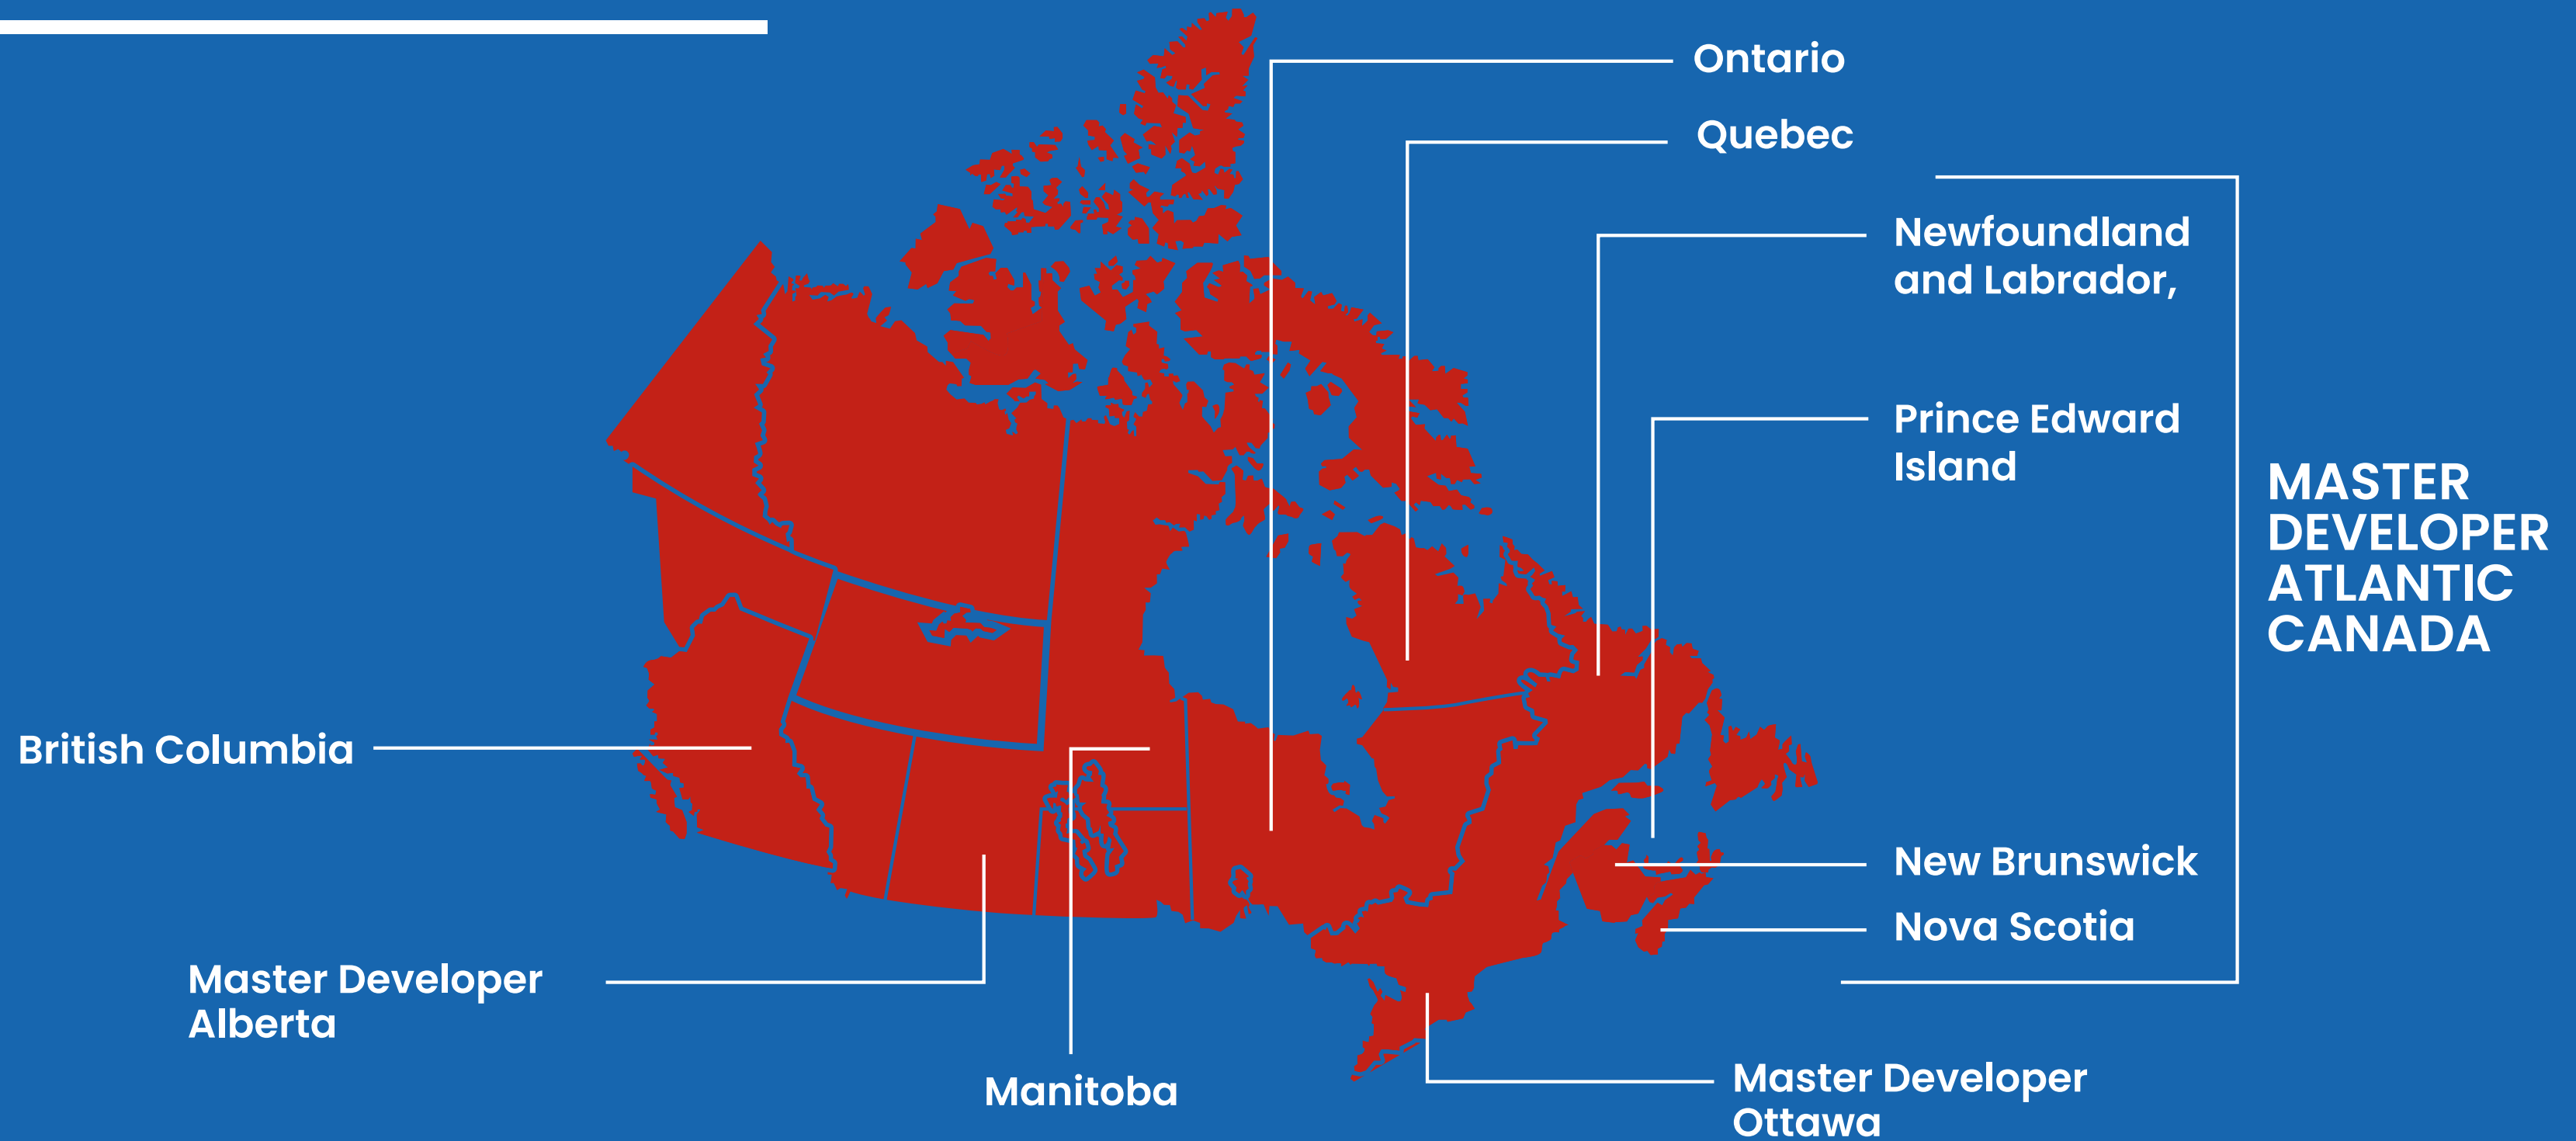 Ontario
Quebec
Newfoundland
and Labrador,
Prince Edward
Island
MASTER
DEVELOPER
ATLANTIC
CANADA
British Columbia
New Brunswick
Nova Scotia
Master Developer
Alberta
Manitoba
Master Developer
Ottawa